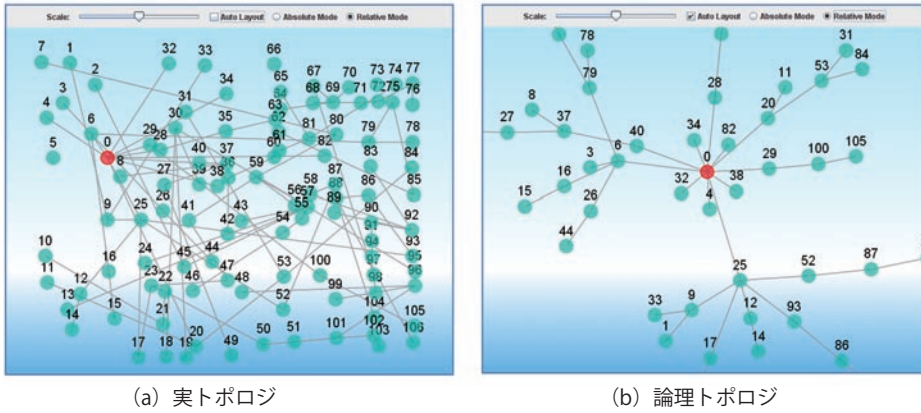 Scale: Auto Layout Absolute Mode Relative Mode
7 1 32 33 66
2 34 65 67 70 73 74 77
3 31 68 69 71 75 76
4 6 30 35 63 62 81 80 79 78
5 0 29 28 40 37 61 60 82 83 84
8 27 39 38 59 87 86 85
9 25 26 41 42 43 54 56 55 57 58 89 90 92
10 24 44 53 100 91 94 93
11 12 16 23 22 45 46 47 48 97 95 96
13 14 15 21 52 99 98 104 105
17 18 19 20 49 50 51 101 102 103 106
(a) 実トポロジ
Scale: Auto Layout Absolute Mode Relative Mode
78 31
79 28 11 53 84
27 8 37 40 34 82 20
3 6 0 29 100 105
15 16 26 32 4 38
44
25 52 87
33 9 12 93
1 17 14 86
(b) 論理トポロジ